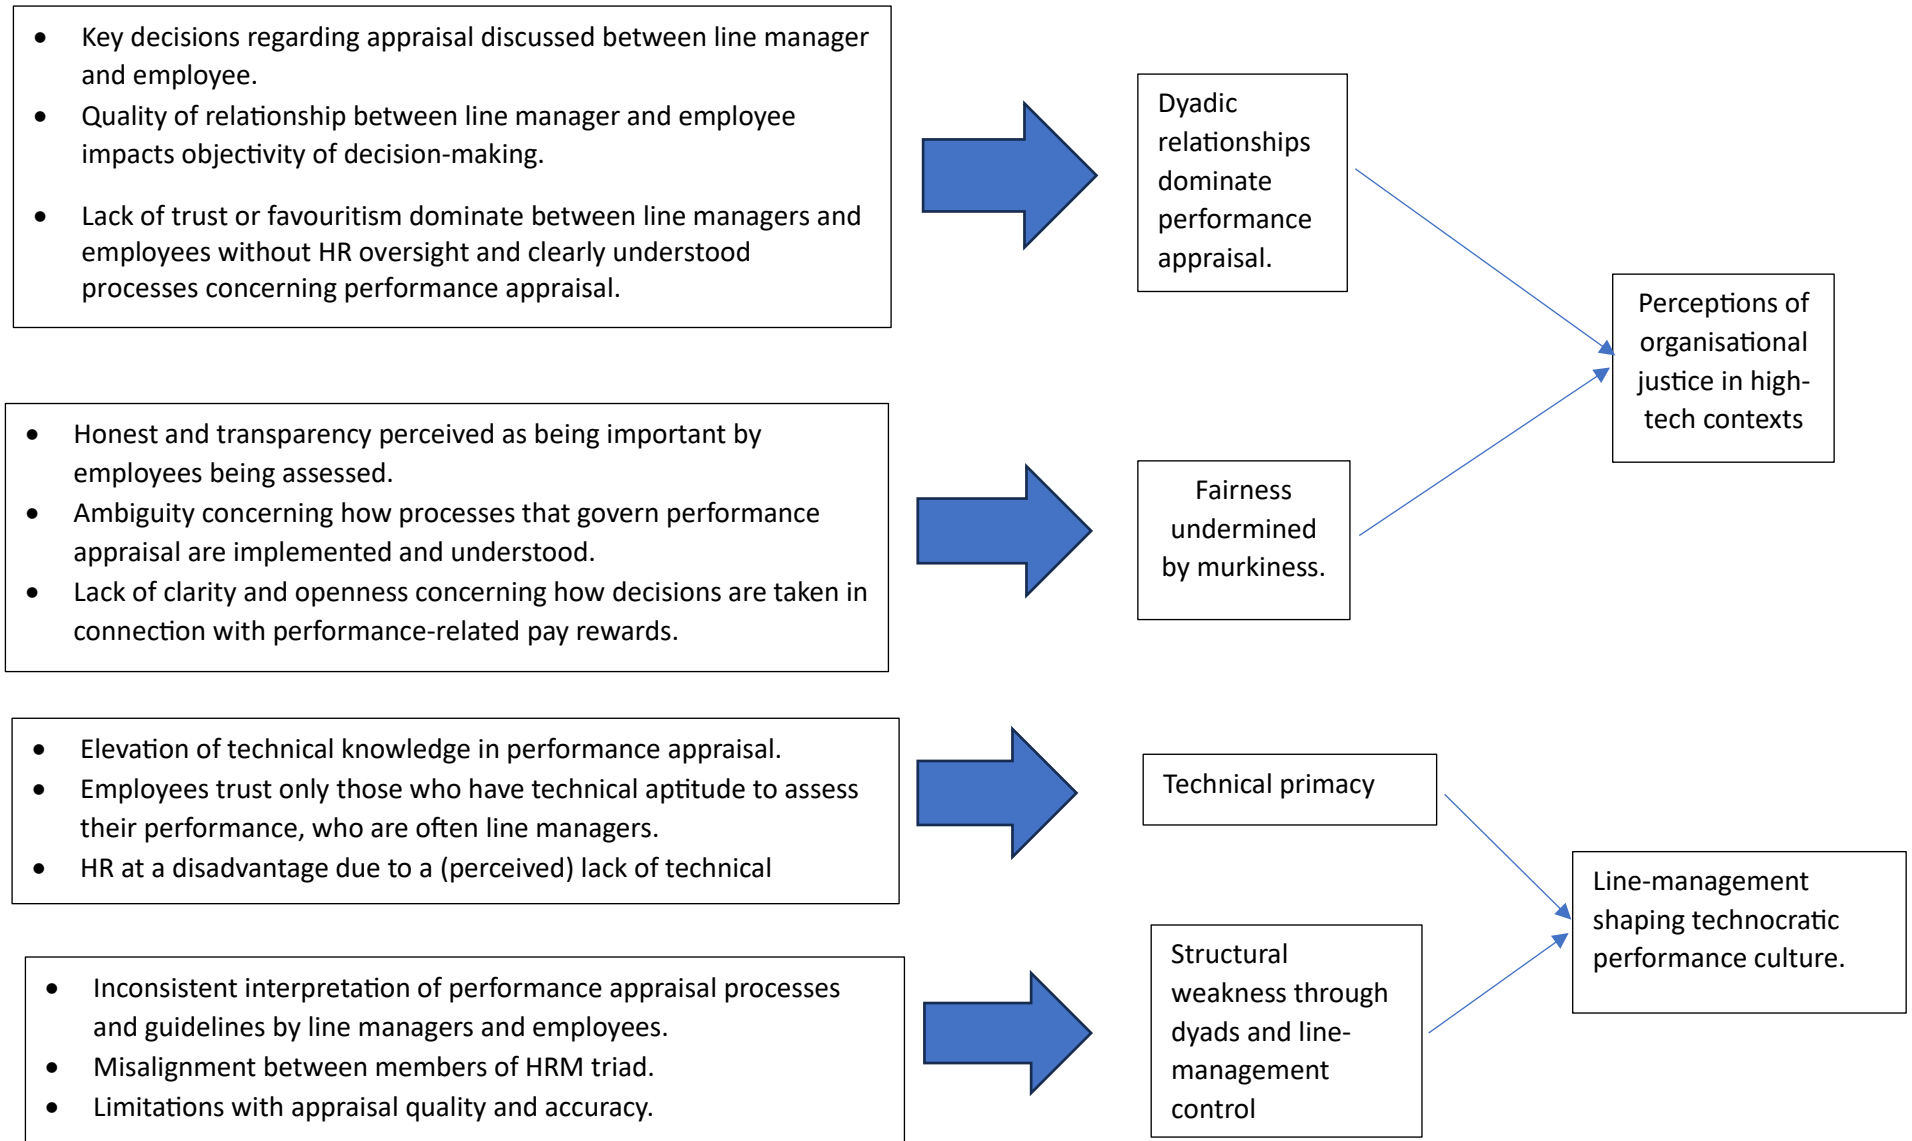 • Key decisions regarding appraisal discussed between line manager
and employee.
• Quality of relationship between line manager and employee
impacts objectivity of decision-making.
• Lack of trust or favouritism dominate between line managers and
employees without HR oversight and clearly understood
processes concerning performance appraisal.
Dyadic
relationships
dominate
performance
appraisal.
Perceptions of
organisational
justice in high-
tech contexts
• Honest and transparency perceived as being important by
employees being assessed.
• Ambiguity concerning how processes that govern performance
appraisal are implemented and understood.
• Lack of clarity and openness concerning how decisions are taken in
connection with performance-related pay rewards.
Fairness
undermined
by murkiness.
• Elevation of technical knowledge in performance appraisal.
• Employees trust only those who have technical aptitude to assess
their performance, who are often line managers.
• HR at a disadvantage due to a (perceived) lack of technical
Technical primacy
Line-management
shaping technocratic
performance culture.
• Inconsistent interpretation of performance appraisal processes
and guidelines by line managers and employees.
• Misalignment between members of HRM triad.
• Limitations with appraisal quality and accuracy.
Structural
weakness through
dyads and line-
management
control